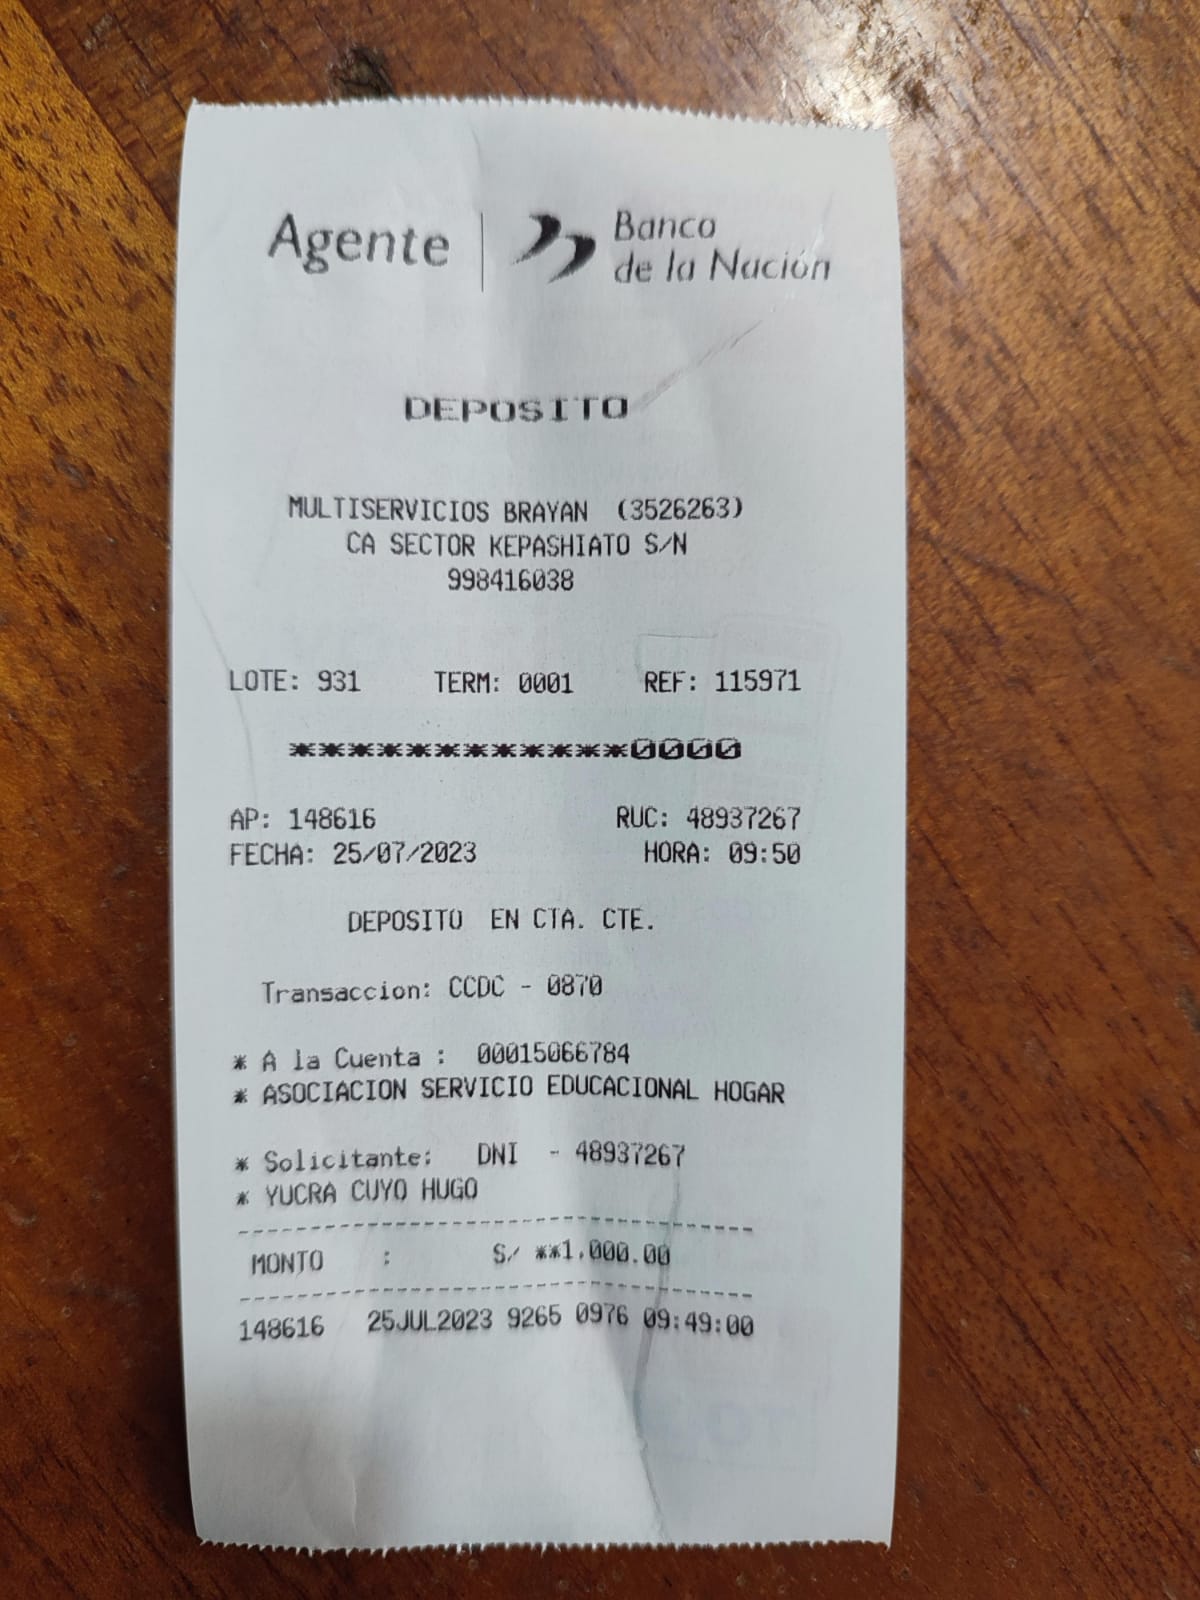 Agente
Banco
de la Nación
DEPOSITO
MULTISERVICIOS BRAYAN (3526263)
CA SECTOR KEPASHIATO S/N
998416038
LOTE: 931 TERM: 0001 REF: 115971
************0000
AP: 148616 RUC: 48937267
FECHA: 25/07/2023 HORA: 09:50
DEPOSITO EN CTA. CTE.
Transaccion: CCDC - 0870
* A la Cuenta : 00015066784
* ASOCIACION SERVICIO EDUCACIONAL HOGAR
* Solicitante: DNI - 48937267
* YUCRA CUYO HUGO
--------------------------------------
MONTO : S/ **1,000.00
--------------------------------------
148616 25JUL2023 9265 0976 09:49:00